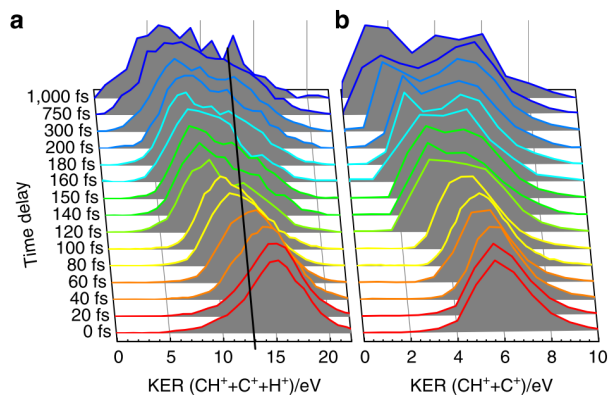 a
b
1,000 fs
750 fs
300 fs
200 fs
180 fs
160 fs
150 fs
140 fs
120 fs
100 fs
80 fs
60 fs
40 fs
20 fs
0 fs
Time delay
0 5 10 15 20
0 2 4 6 8 10
KER (CH⁺+C⁺+H⁺)/eV
KER (CH⁺+C⁺)/eV